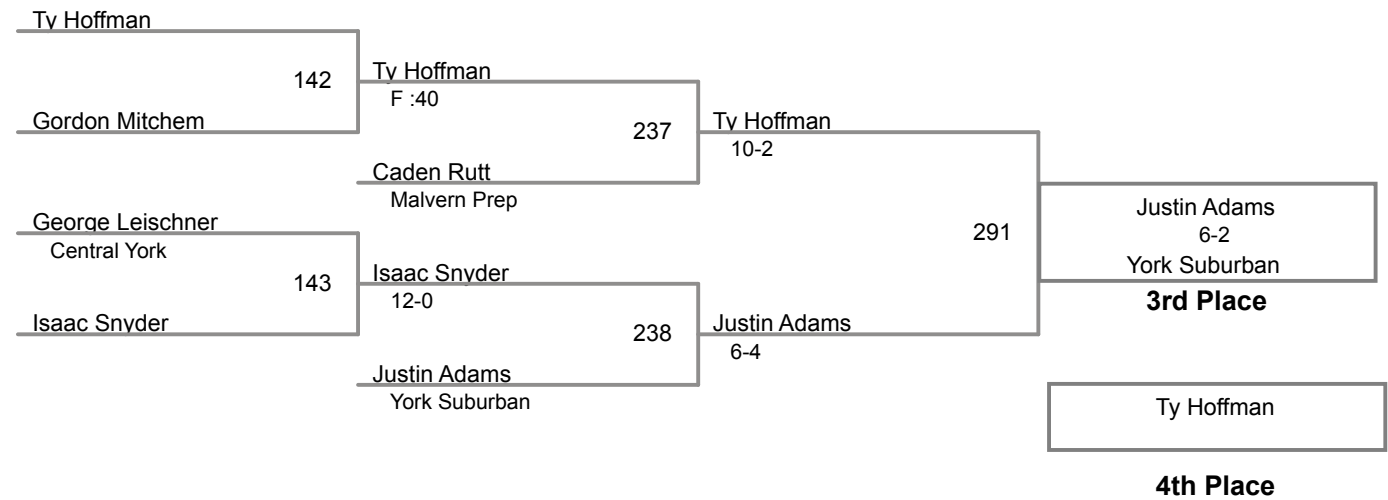 Ty Hoffman
142
Gordon Mitchem
George Leischner
Central York
143
Isaac Snyder
Ty Hoffman
F :40
237
Caden Rutt
Malvern Prep
Isaac Snyder
12-0
238
Justin Adams
York Suburban
Ty Hoffman
10-2
291
Justin Adams
6-4
Justin Adams
6-2
York Suburban
3rd Place
Ty Hoffman
4th Place